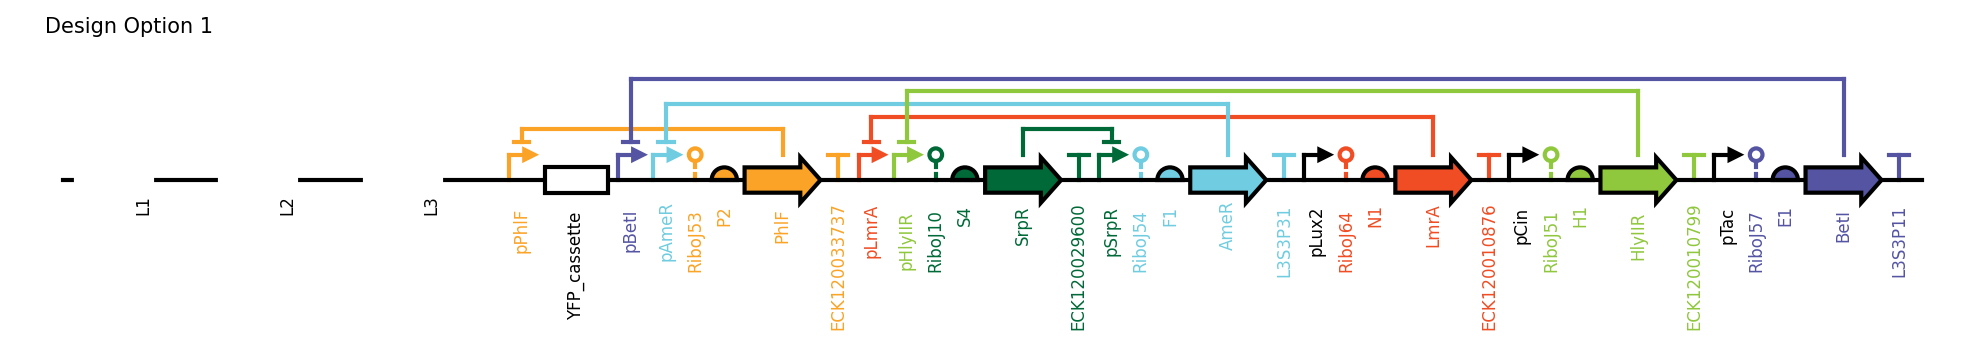 Design Option 1
L1
L2
L3
pPhlF
YFP_cassette
pBetI
pAmeR
RiboJ53
P2
PhlF
ECK120033737
pLmrA
pHlyIIR
RiboJ10
S4
SrpR
ECK120029600
pSrpR
RiboJ54
F1
AmeR
L3S3P31
pLux2
RiboJ64
N1
LmrA
ECK120010876
pCin
RiboJ51
H1
HlyIIR
ECK120010799
pTac
RiboJ57
E1
BetI
L3S3P11